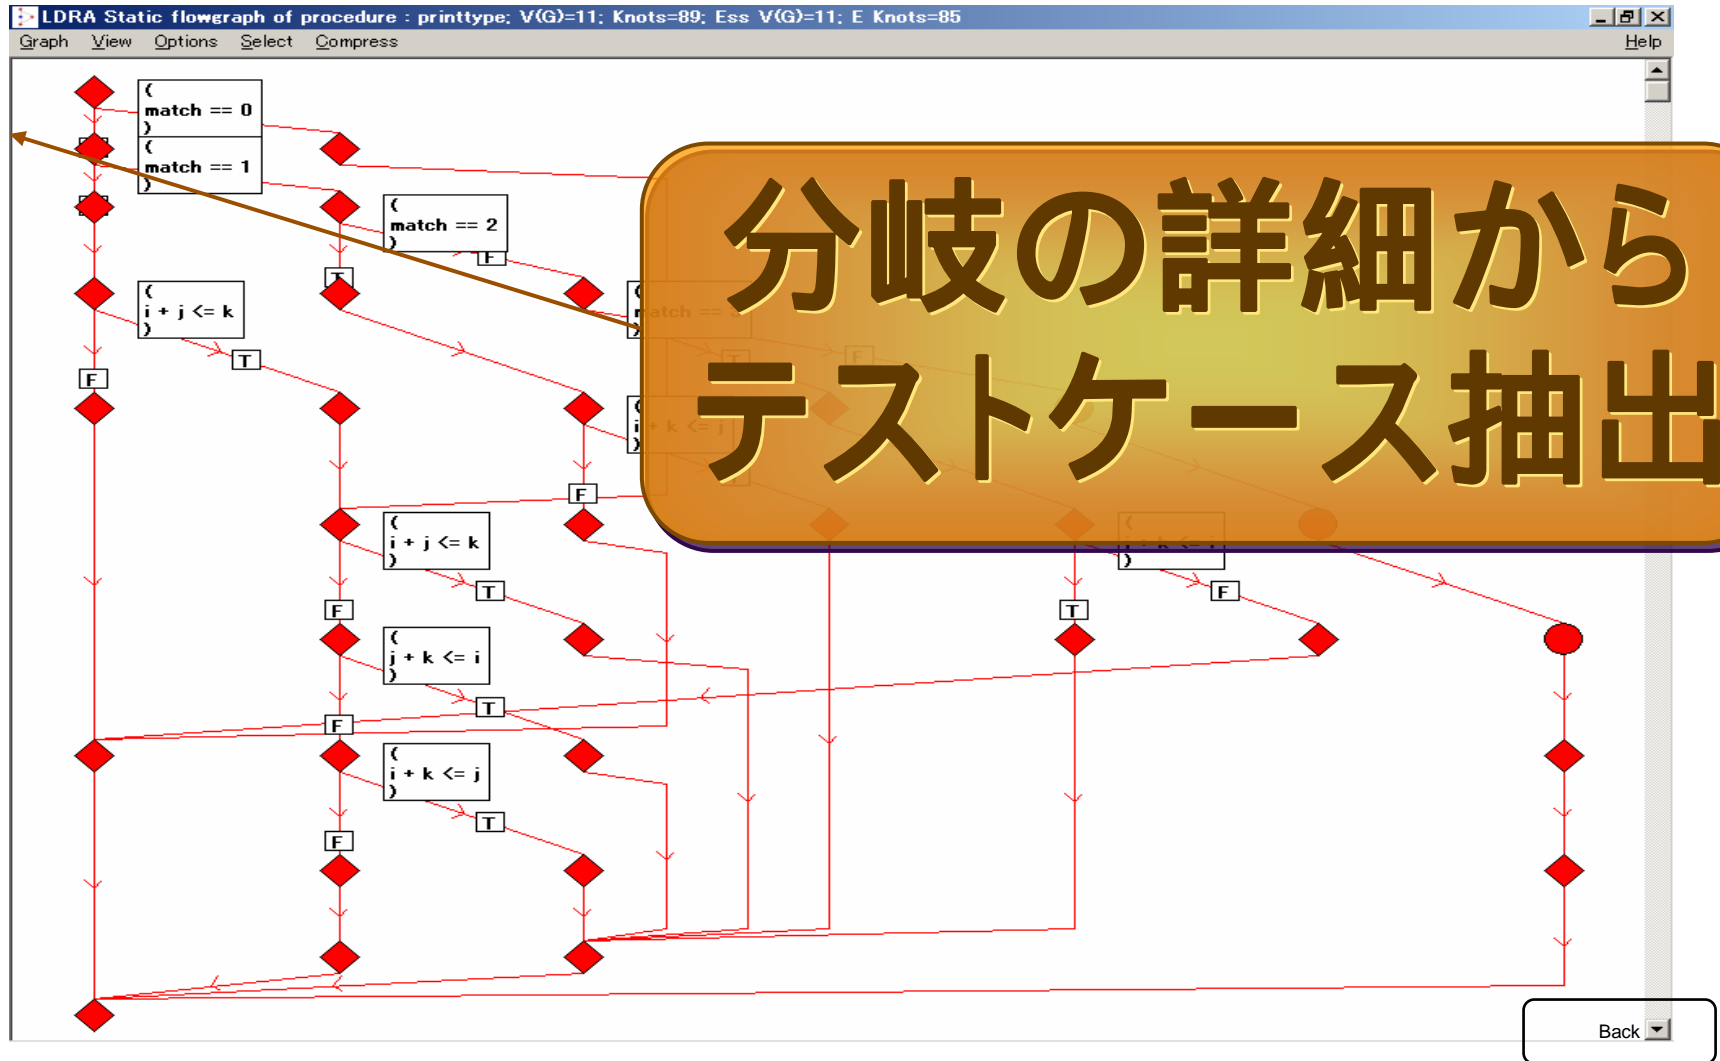 LDRA Static flowgraph of procedure : printtype; V(G)=11; Knots=89; Ess V(G)=11; E Knots=85
Graph View Options Select Compress Help
(
match == 0
)
(
match == 1
)
(
match == 2
)
F
T
(
i + j <= k
)
T
F
(
match ==
)
T
F
(
i + k <= j
)
分岐の詳細から
テストケース抽出
F
(
i + j <= k
)
T
F
(
j + k <= i
)
F
T
(
j + k <= i
)
T
F
(
i + k <= j
)
T
F
Back